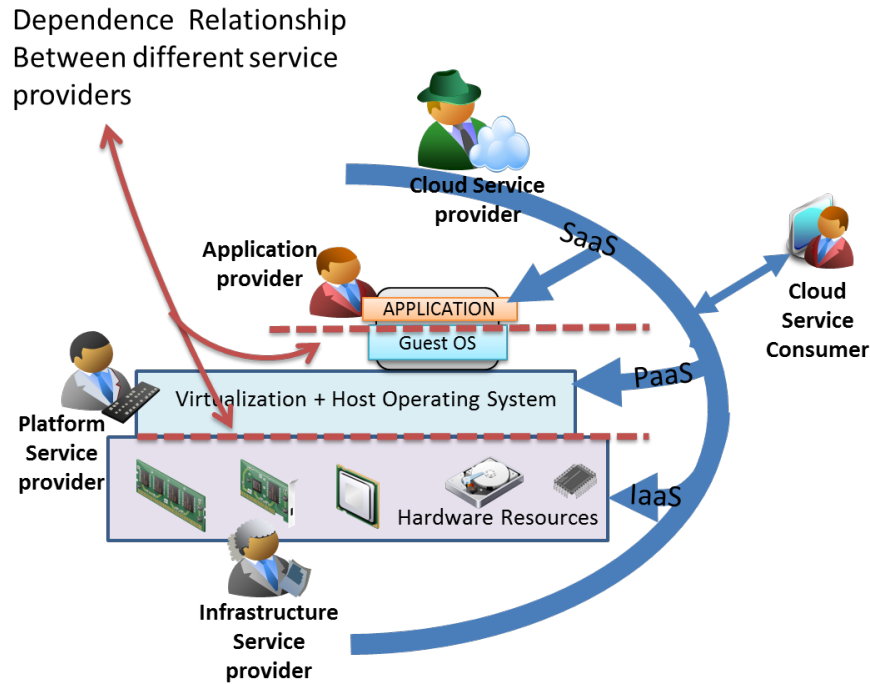 Dependence Relationship
Between different service
providers
Cloud Service
provider
SaaS
Application
provider
APPLICATION
Guest OS
Cloud
Service
Consumer
PaaS
Virtualization + Host Operating System
Platform
Service
provider
IaaS
Hardware Resources
Infrastructure
Service
provider